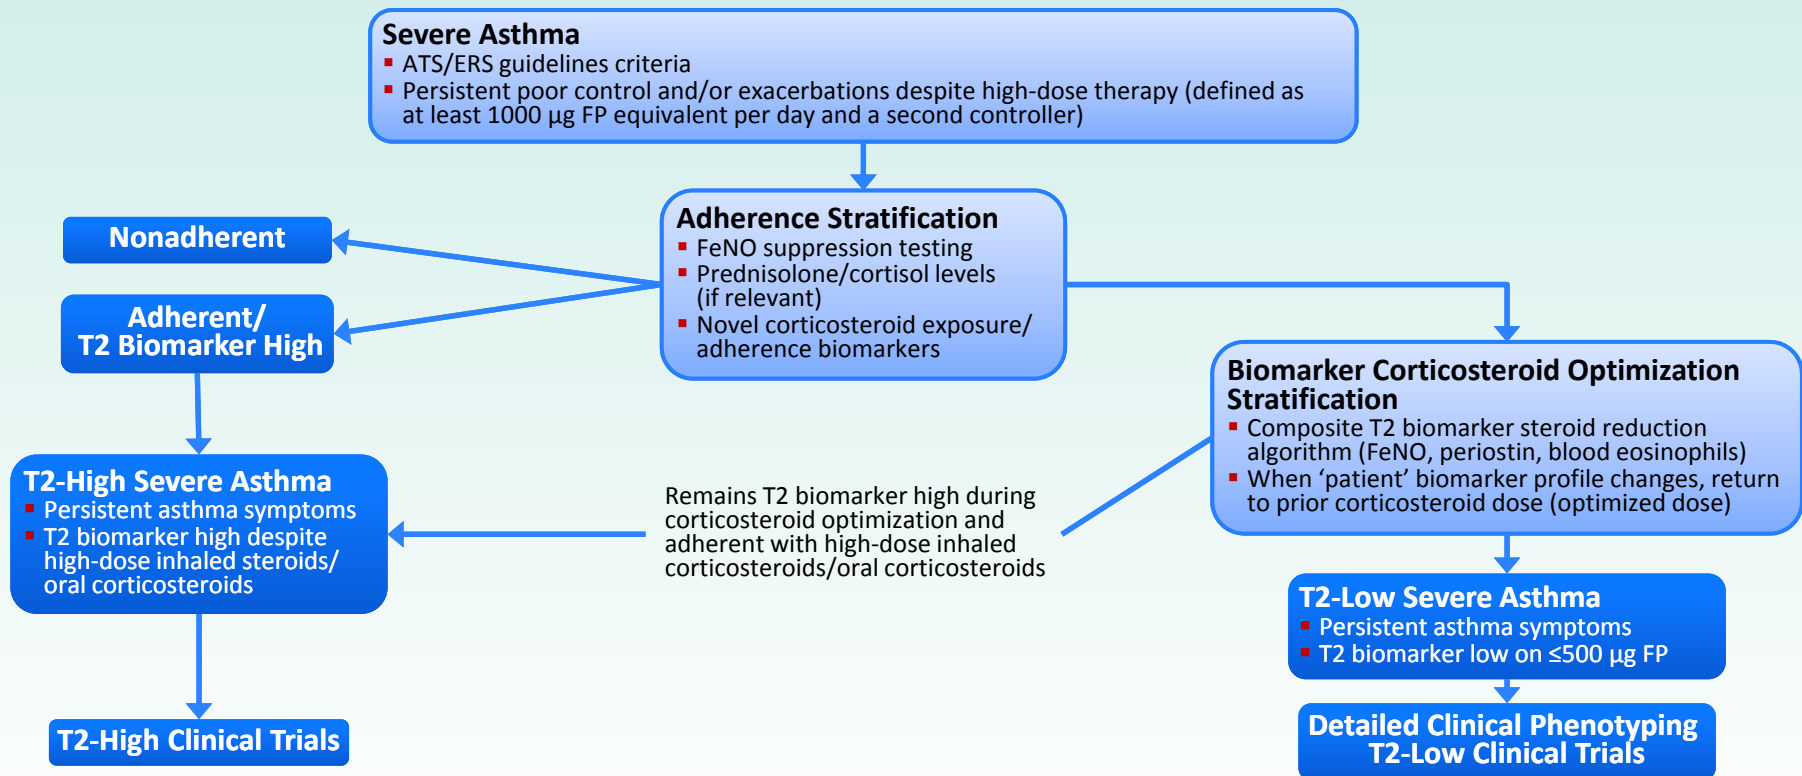 Severe Asthma
▪ ATS/ERS guidelines criteria
▪ Persistent poor control and/or exacerbations despite high-dose therapy (defined as
at least 1000 µg FP equivalent per day and a second controller)
Adherence Stratification
▪ FeNO suppression testing
▪ Prednisolone/cortisol levels
(if relevant)
▪ Novel corticosteroid exposure/
adherence biomarkers
Nonadherent
Adherent/
T2 Biomarker High
Biomarker Corticosteroid Optimization
Stratification
▪ Composite T2 biomarker steroid reduction
algorithm (FeNO, periostin, blood eosinophils)
▪ When ‘patient’ biomarker profile changes, return
to prior corticosteroid dose (optimized dose)
T2-High Severe Asthma
▪ Persistent asthma symptoms
▪ T2 biomarker high despite
high-dose inhaled steroids/
oral corticosteroids
Remains T2 biomarker high during
corticosteroid optimization and
adherent with high-dose inhaled
corticosteroids/oral corticosteroids
T2-Low Severe Asthma
▪ Persistent asthma symptoms
▪ T2 biomarker low on ≤500 µg FP
T2-High Clinical Trials
Detailed Clinical Phenotyping
T2-Low Clinical Trials